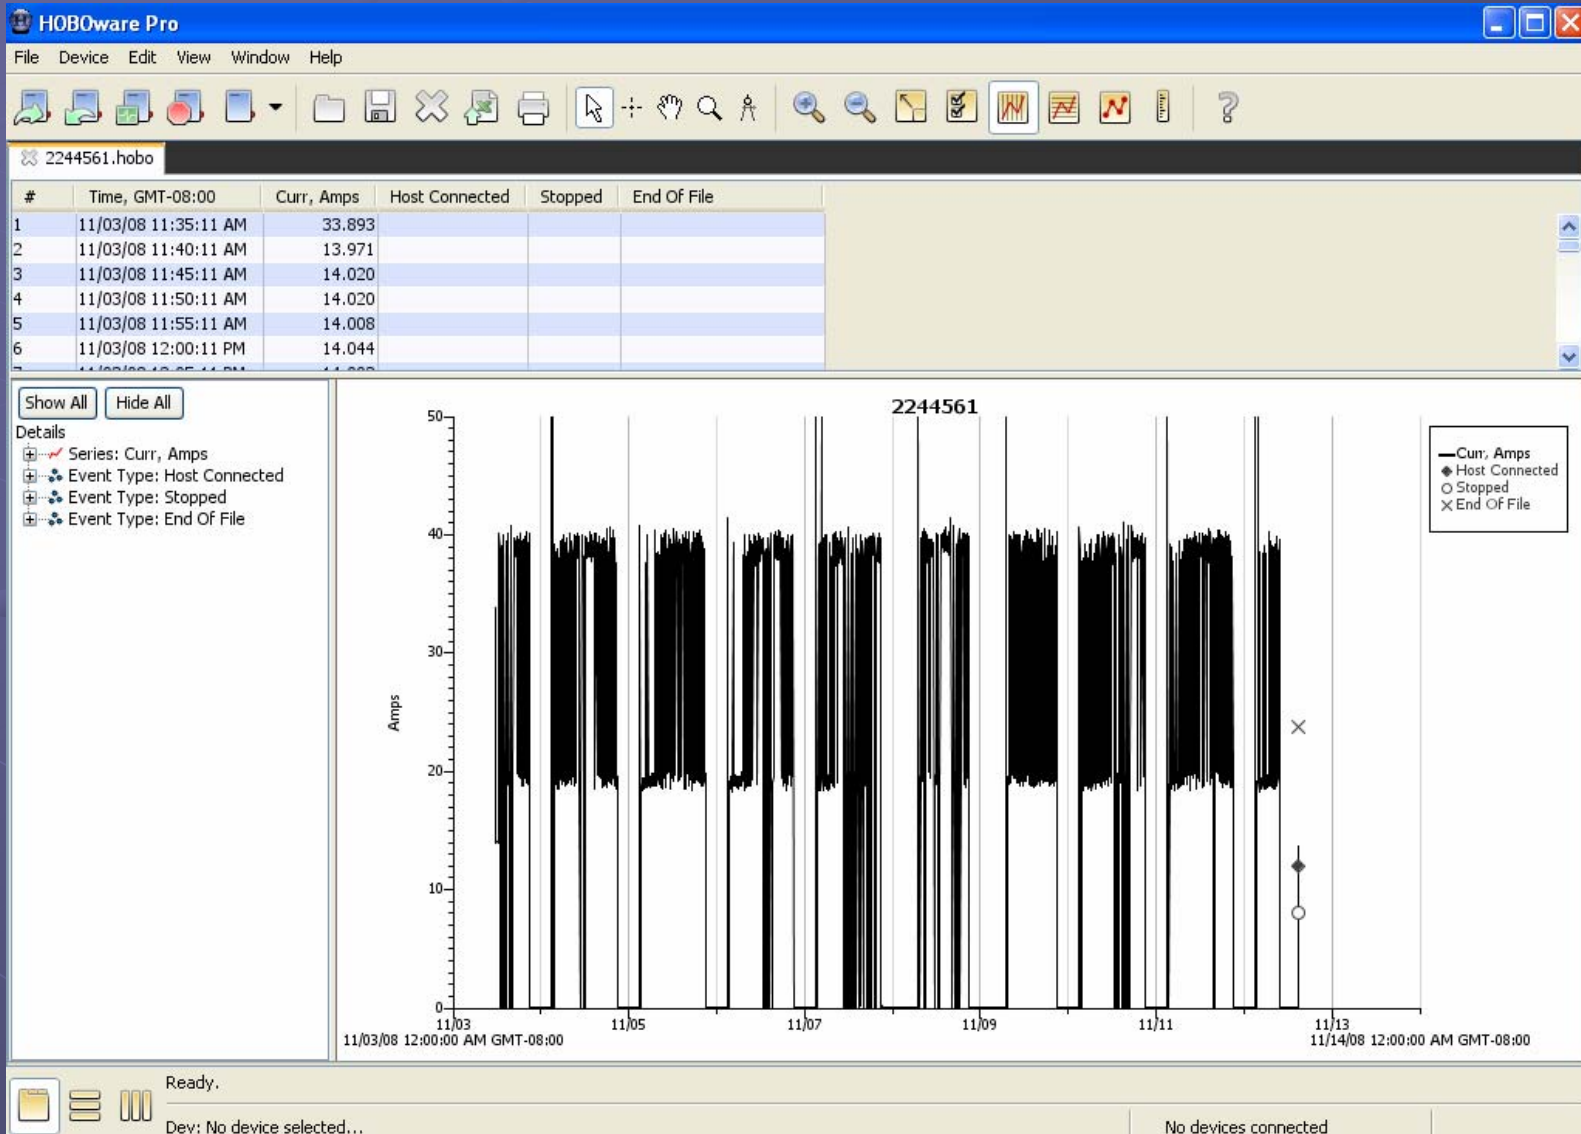 HOBOware Pro
File Device Edit View Window Help
2244561.hobo
# Time, GMT-08:00 Curr, Amps Host Connected Stopped End Of File
1 11/03/08 11:35:11 AM 33.893
2 11/03/08 11:40:11 AM 13.971
3 11/03/08 11:45:11 AM 14.020
4 11/03/08 11:50:11 AM 14.020
5 11/03/08 11:55:11 AM 14.008
6 11/03/08 12:00:11 PM 14.044
Show All Hide All
Details
Series: Curr, Amps
Event Type: Host Connected
Event Type: Stopped
Event Type: End Of File
2244561
Curr, Amps
Host Connected
Stopped
End Of File
Amps
50
40
30
20
10
0
11/03 11/05 11/07 11/09 11/11 11/13
11/03/08 12:00:00 AM GMT-08:00 11/14/08 12:00:00 AM GMT-08:00
Ready.
Dev: No device selected... No devices connected